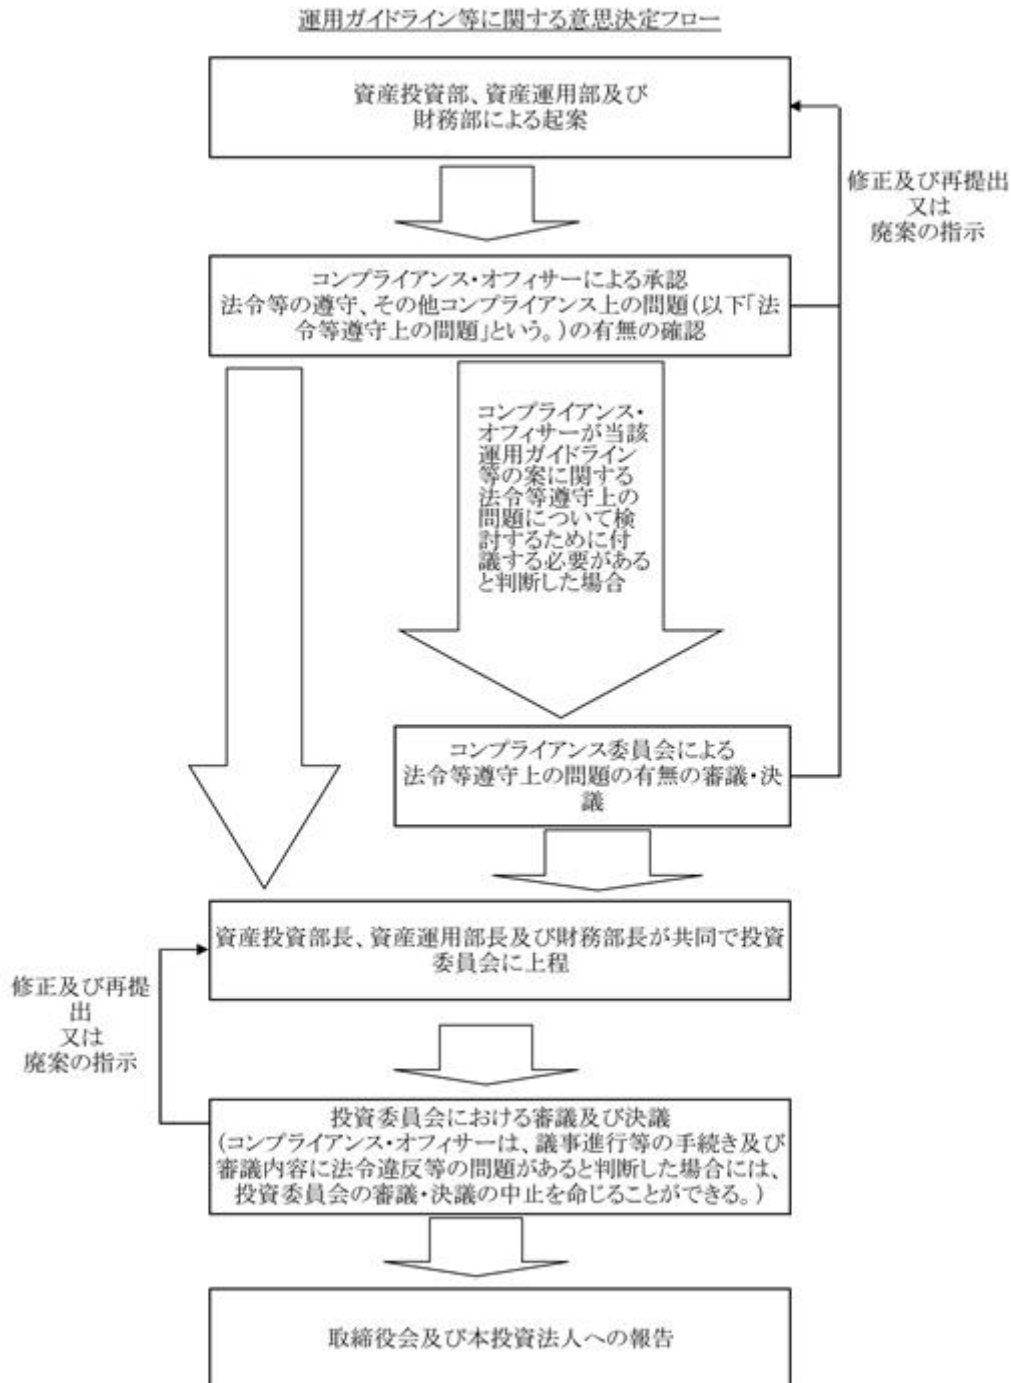 運用ガイドライン等に関する意思決定フロー
資産投資部、資産運用部及び
財務部による起案
修正及び再提出
又は
廃案の指示
コンプライアンス・オフィサーによる承認
法令等の遵守、その他コンプライアンス上の問題(以下「法
令等遵守上の問題」という。)の有無の確認
コンプライアンス・
オフィサーが当該
運用ガイドライン
等の案に関する
法令等遵守上の
問題について検
討するために付
議する必要がある
と判断した場合
コンプライアンス委員会による
法令等遵守上の問題の有無の審議・決
議
資産投資部長、資産運用部長及び財務部長が共同で投資
委員会に上程
修正及び再提
出
又は
廃案の指示
投資委員会における審議及び決議
(コンプライアンス・オフィサーは、議事進行等の手続き及び
審議内容に法令違反等の問題があると判断した場合には、
投資委員会の審議・決議の中止を命じることができる。)
取締役会及び本投資法人への報告